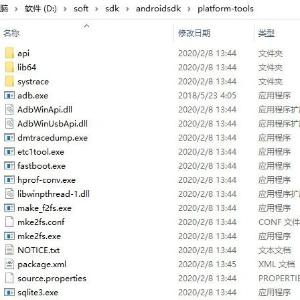 脑 › 软件 (D:) › soft › sdk › androidsdk › platform-tools
名称 修改日期 类型
api 2020/2/8 13:44 文件夹
lib64 2020/2/8 13:44 文件夹
systrace 2020/2/8 13:44 文件夹
adb.exe 2018/5/23 4:05 应用程序
AdbWinApi.dll 2020/2/8 13:44 应用程序扩
AdbWinUsbApi.dll 2020/2/8 13:44 应用程序扩
dmtracedump.exe 2020/2/8 13:44 应用程序
etc1tool.exe 2020/2/8 13:44 应用程序
fastboot.exe 2020/2/8 13:44 应用程序
hprof-conv.exe 2020/2/8 13:44 应用程序
libwinpthread-1.dll 2020/2/8 13:44 应用程序扩
make_f2fs.exe 2020/2/8 13:44 应用程序
mke2fs.conf 2020/2/8 13:44 CONF 文件
mke2fs.exe 2020/2/8 13:44 应用程序
NOTICE.txt 2020/2/8 13:44 文本文档
package.xml 2020/2/8 13:45 XML 文档
source.properties 2020/2/8 13:44 PROPERTI
sqlite3.exe 2020/2/8 13:44 应用程序